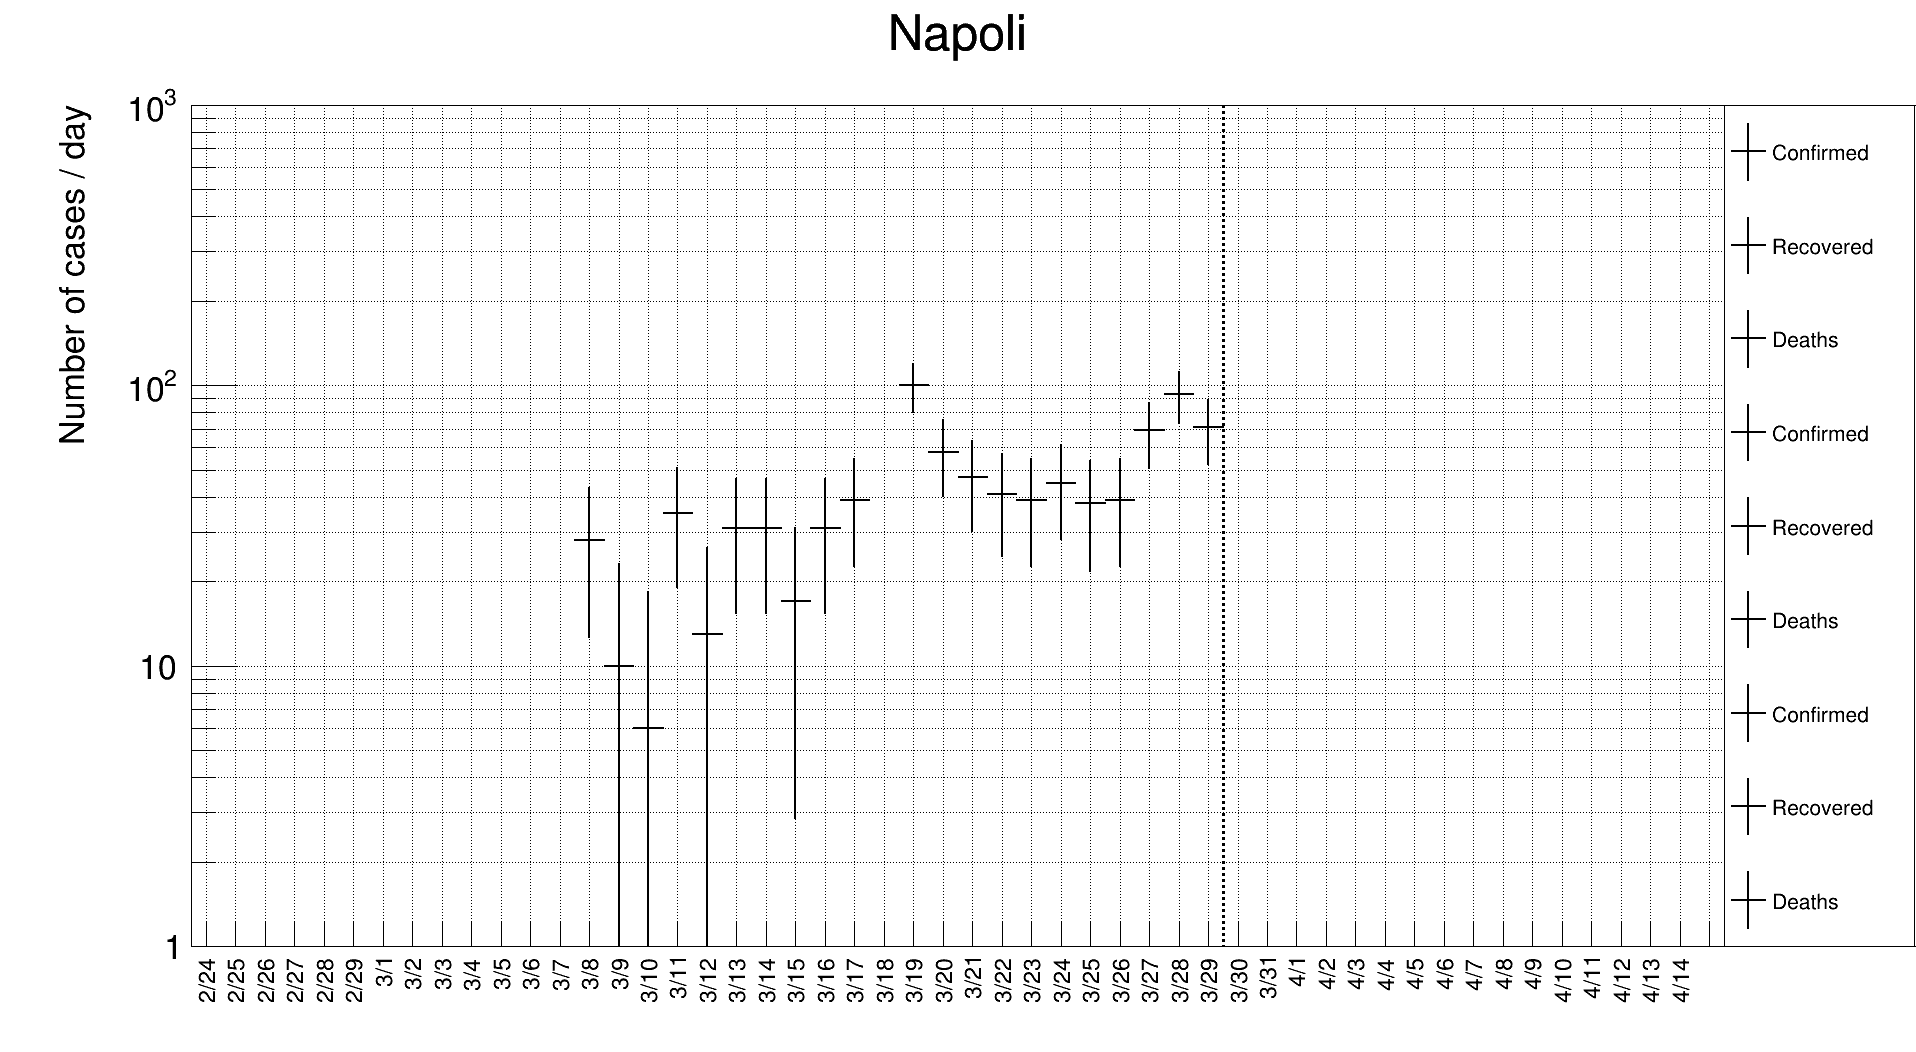 Napoli
Number of cases / day
10³
10²
10
1
2/24 2/25 2/26 2/27 2/28 2/29 3/1 3/2 3/3 3/4 3/5 3/6 3/7 3/8 3/9 3/10 3/11 3/12 3/13 3/14 3/15 3/16 3/17 3/18 3/19 3/20 3/21 3/22 3/23 3/24 3/25 3/26 3/27 3/28 3/29 3/30 3/31 4/1 4/2 4/3 4/4 4/5 4/6 4/7 4/8 4/9 4/10 4/11 4/12 4/13 4/14
Confirmed
Recovered
Deaths
Confirmed
Recovered
Deaths
Confirmed
Recovered
Deaths